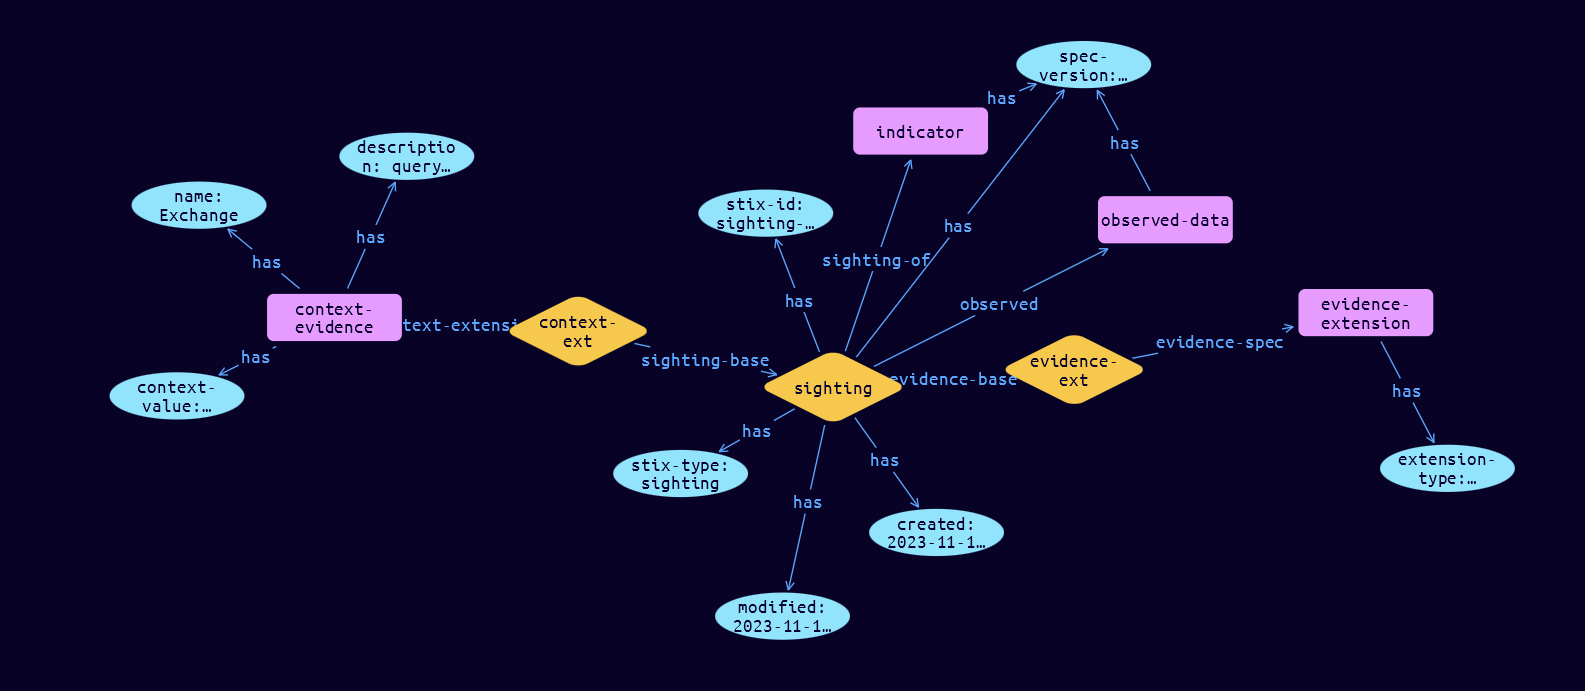 spec-
version:…
has
indicator
descriptio
n: query…
has
name:
Exchange
stix-id:
sighting-…
observed-data
has
has
sighting-of
has
has
observed
context-
evidence
text-extensi
context-
ext
sighting-base
evidence-
extension
evidence-spec
has
context-
value:…
sighting
evidence-base
evidence-
ext
has
has
stix-type:
sighting
has
extension-
type:…
has
created:
2023-11-1…
modified:
2023-11-1…